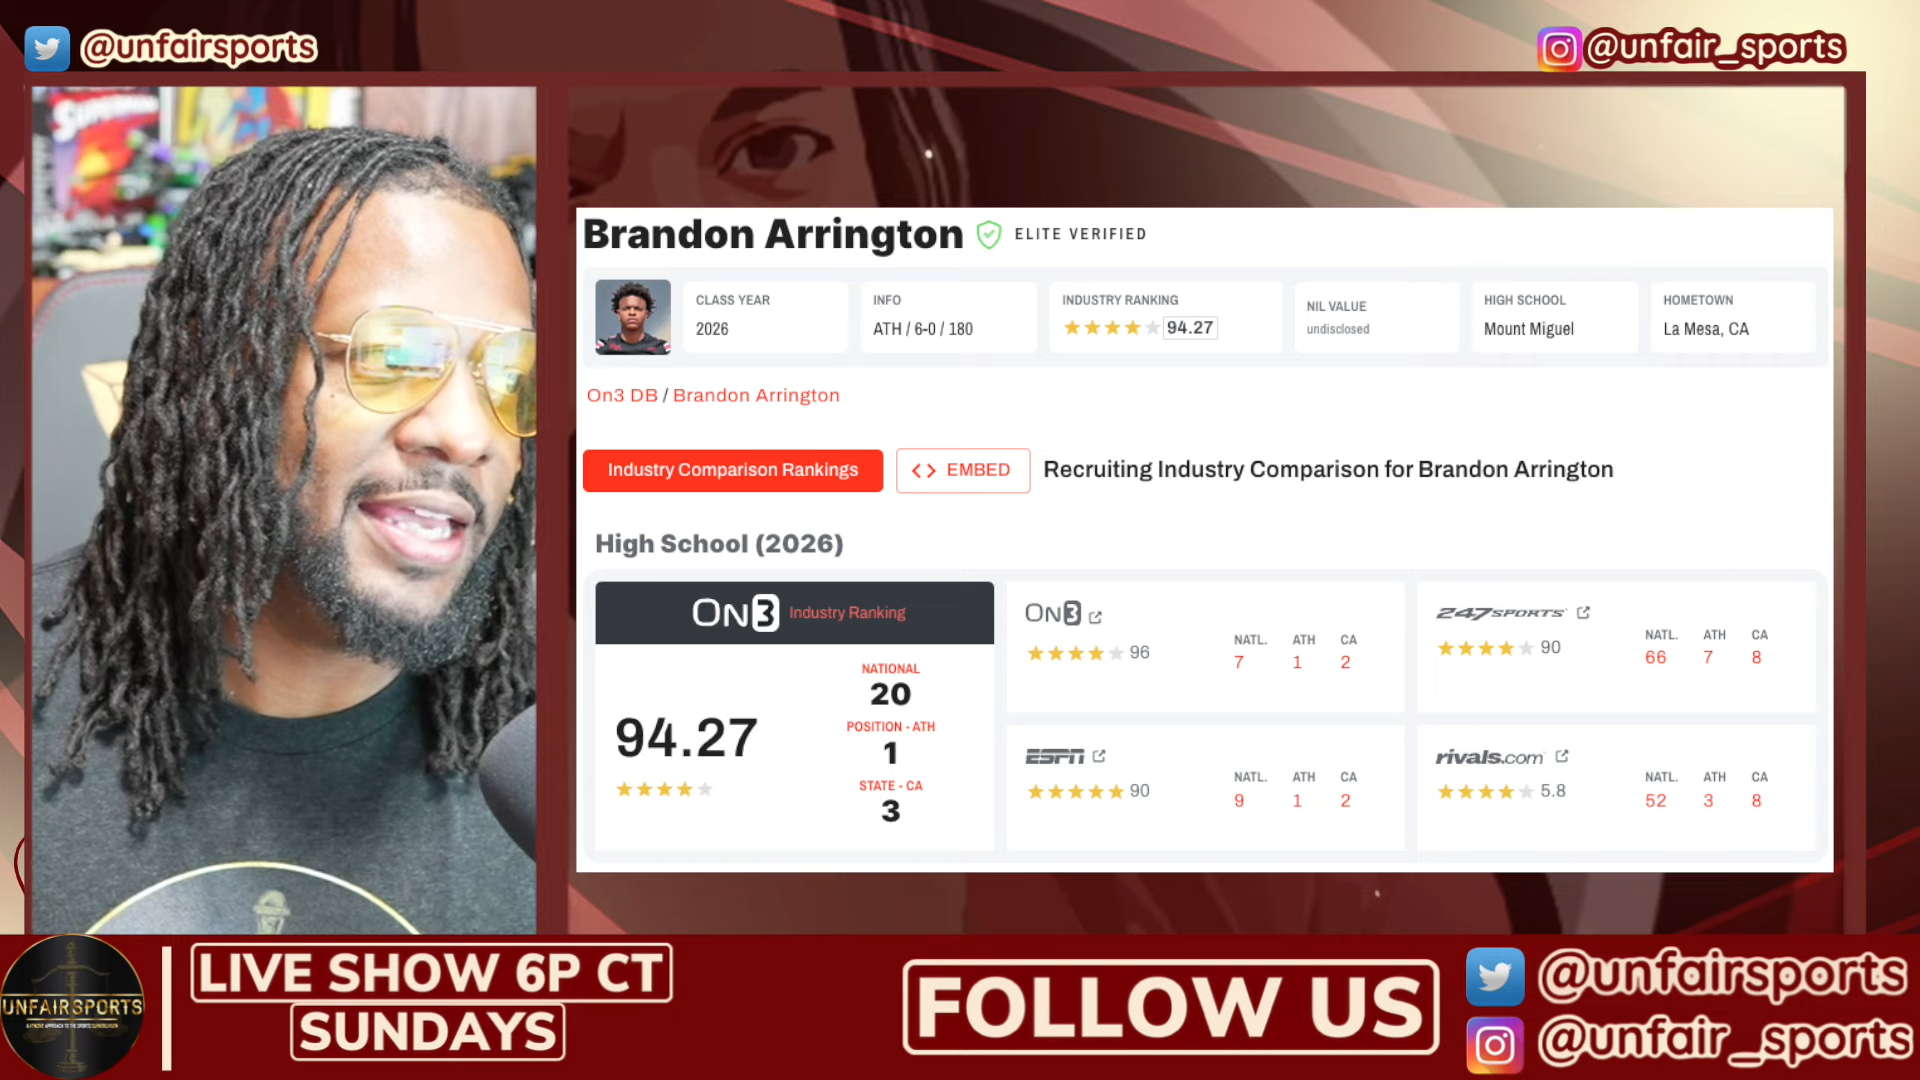 @unfairsports
@unfair_sports
SUPERMAN
Brandon Arrington
ELITE VERIFIED
CLASS YEAR
2026
INFO
ATH / 6-0 / 180
INDUSTRY RANKING
94.27
NIL VALUE
undisclosed
HIGH SCHOOL
Mount Miguel
HOMETOWN
La Mesa, CA
On3 DB / Brandon Arrington
Industry Comparison Rankings
<> EMBED
Recruiting Industry Comparison for Brandon Arrington
High School (2026)
ON3 Industry Ranking
94.27
NATIONAL
20
POSITION - ATH
1
STATE - CA
3
ON3
96
NATL. ATH CA
7 1 2
247SPORTS
90
NATL. ATH CA
66 7 8
ESPN
90
NATL. ATH CA
9 1 2
rivals.com
5.8
NATL. ATH CA
52 3 8
UNFAIRSPORTS
LIVE SHOW 6P CT
SUNDAYS
FOLLOW US
@unfairsports
@unfair_sports